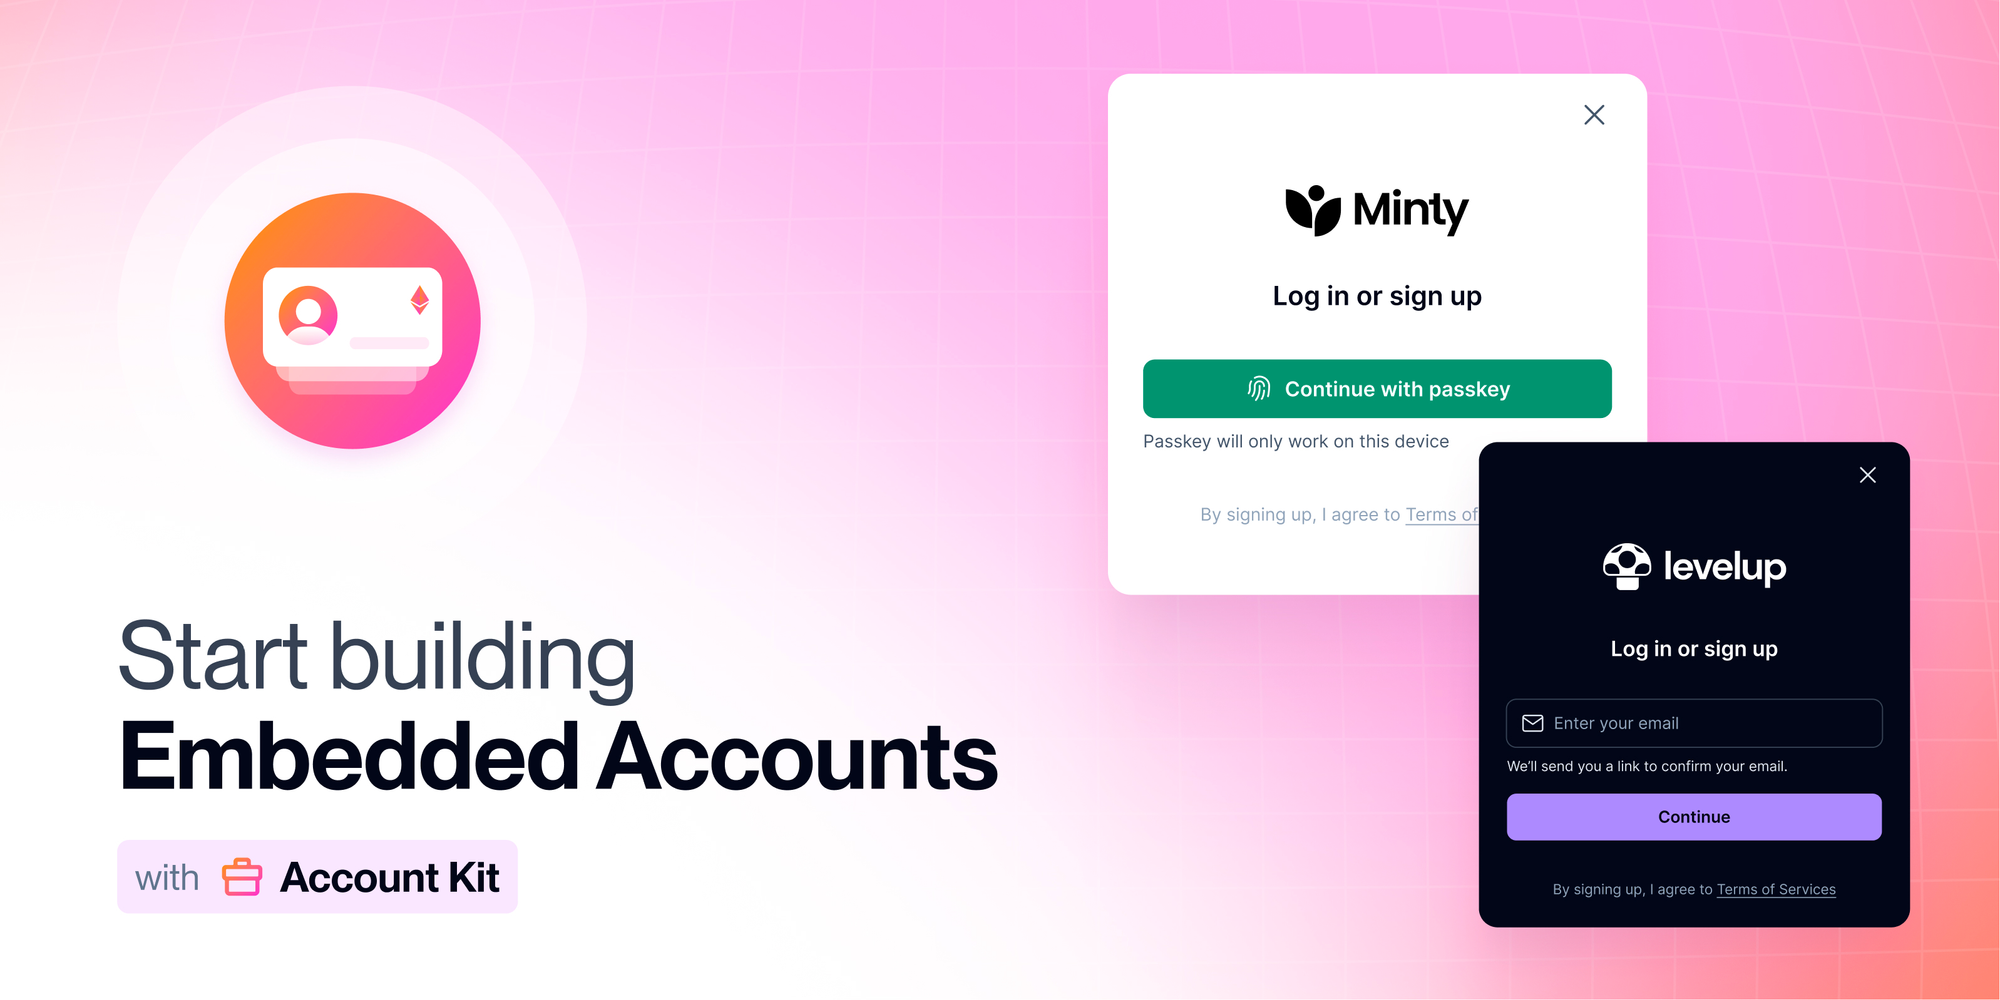 Start building
Embedded Accounts
with Account Kit
Minty
Log in or sign up
Continue with passkey
Passkey will only work on this device
By signing up, I agree to Terms of
levelup
Log in or sign up
Enter your email
We'll send you a link to confirm your email.
Continue
By signing up, I agree to Terms of Services